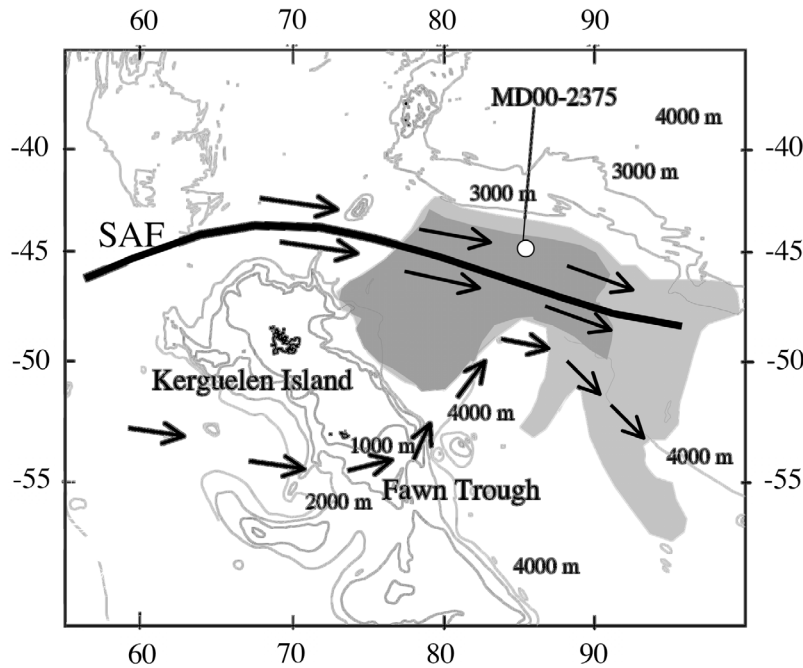 60 70 80 90
MD00-2375
4000 m
-40 -40
3000 m
3000 m
SAF
-45 -45
-50 -50
Kerguelen Island
4000 m
1000 m
4000 m
-55 -55
Fawn Trough
2000 m
4000 m
60 70 80 90